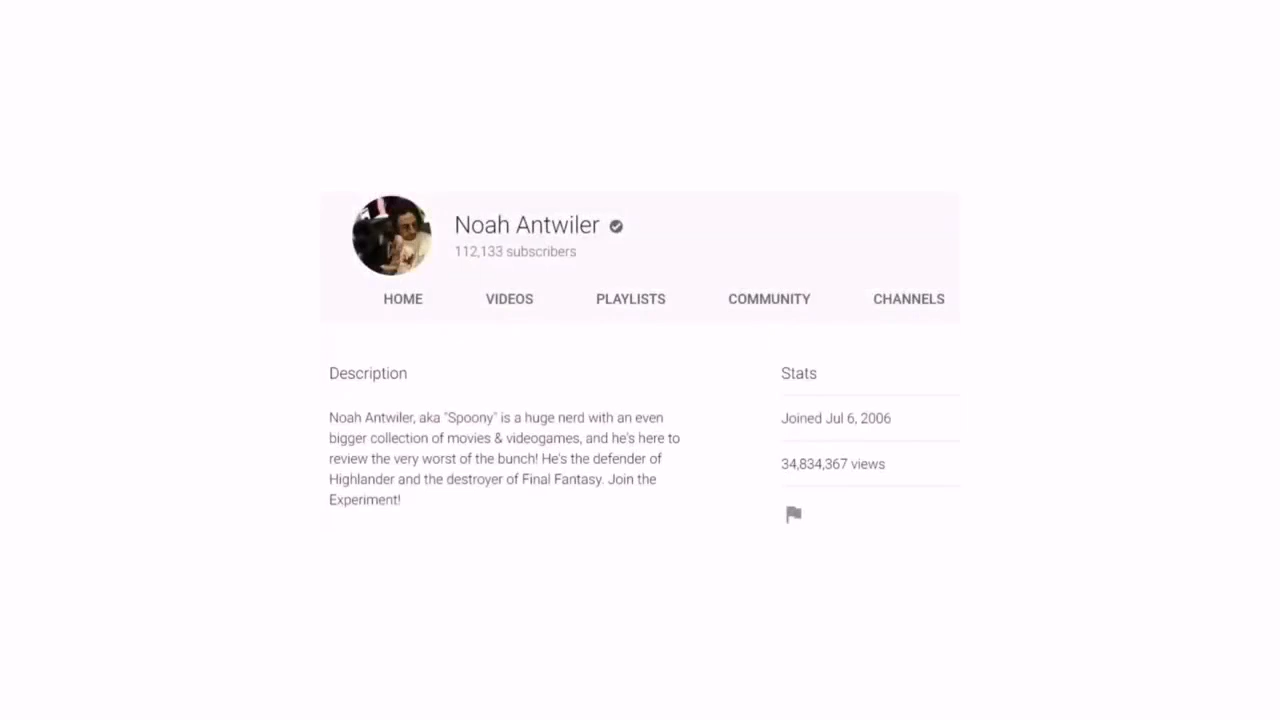 Noah Antwiler
112,133 subscribers
HOME VIDEOS PLAYLISTS COMMUNITY CHANNELS
Description
Noah Antwiler, aka "Spoony" is a huge nerd with an even
bigger collection of movies & videogames, and he's here to
review the very worst of the bunch! He's the defender of
Highlander and the destroyer of Final Fantasy. Join the
Experiment!
Stats
Joined Jul 6, 2006
34,834,367 views